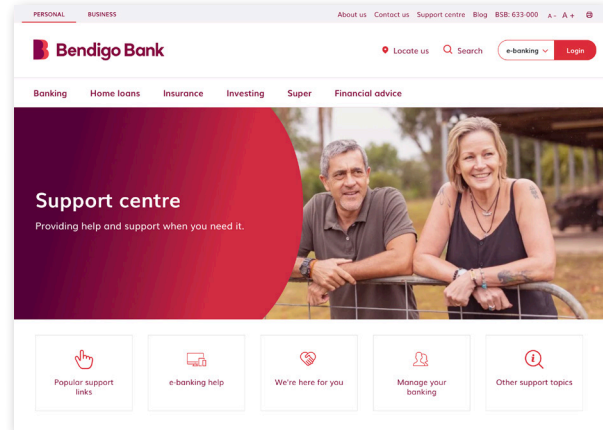 PERSONAL BUSINESS About us Contact us Support centre Blog BSB: 633-000 A - A +
Bendigo Bank Locate us Search e-banking Login
Banking Home loans Insurance Investing Super Financial advice
Support centre
Providing help and support when you need it.
Popular support
links
e-banking help
We're here for you
Manage your
banking
Other support topics